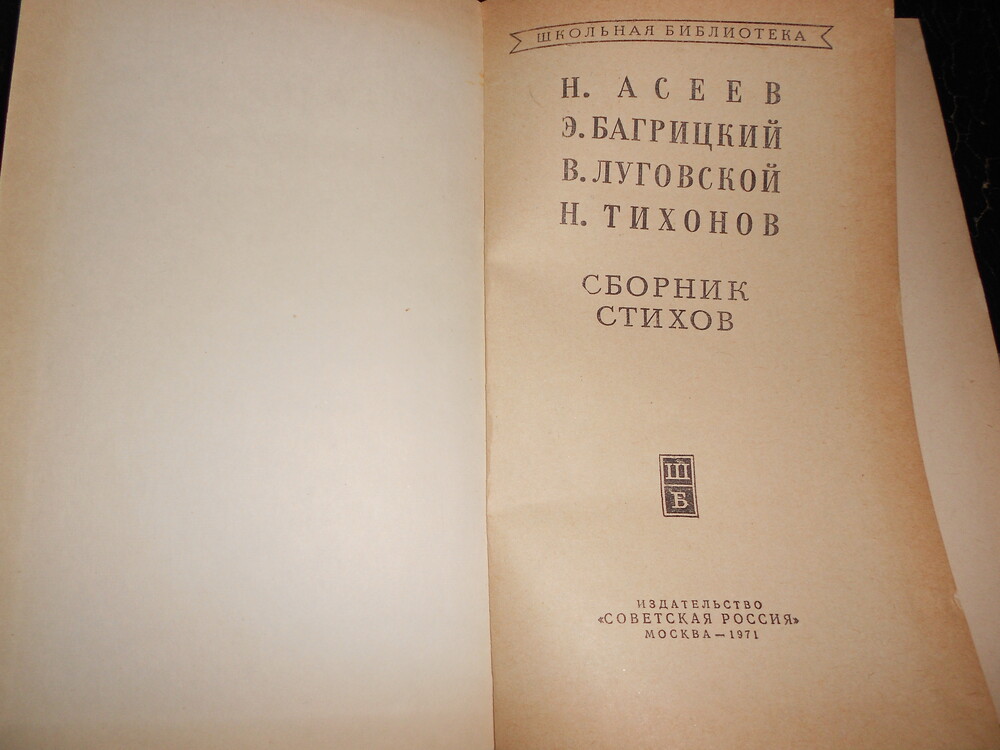 ШКОЛЬНАЯ БИБЛИОТЕКА
Н. АСЕЕВ
Э. БАГРИЦКИЙ
В. ЛУГОВСКОЙ
Н. ТИХОНОВ
СБОРНИК
СТИХОВ
Ш
Б
ИЗДАТЕЛЬСТВО
«СОВЕТСКАЯ РОССИЯ»
МОСКВА — 1971